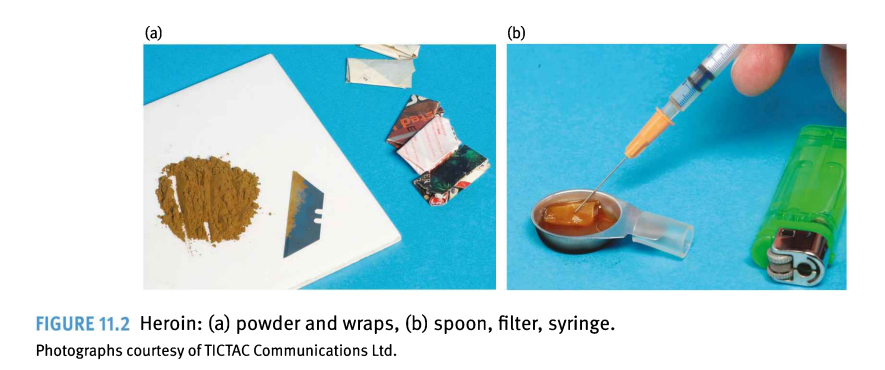 (a)
(b)
FIGURE 11.2 Heroin: (a) powder and wraps, (b) spoon, filter, syringe.
Photographs courtesy of TICTAC Communications Ltd.